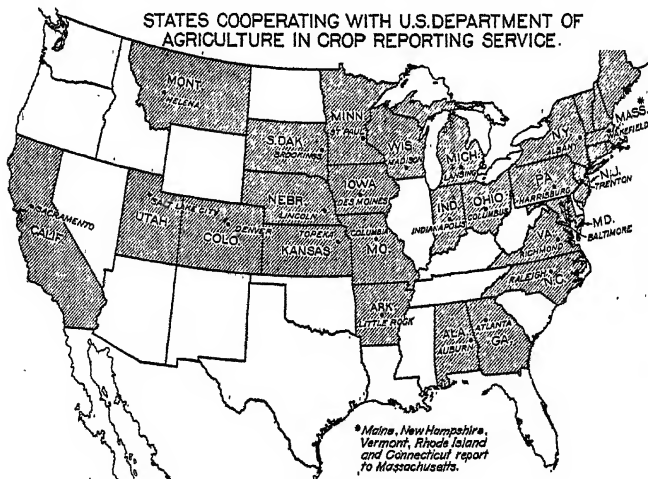 STATES COOPERATING WITH U.S. DEPARTMENT OF
AGRICULTURE IN CROP REPORTING SERVICE.
MONT.
HELENA
MINN.
ST. PAUL
S.DAK.
BROOKINGS
WIS.
MADISON
MICH.
LANSING
N.Y.
ALBANY
MASS.
WAKEFIELD
NEBR.
LINCOLN
IOWA
DES MOINES
IND.
INDIANAPOLIS
OHIO
COLUMBUS
PA.
HARRISBURG
N.J.
TRENTON
MD.
BALTIMORE
SACRAMENTO
CALIF.
SALT LAKE CITY
UTAH
DENVER
COLO.
TOPEKA
KANSAS
COLUMBIA
MO.
VA.
RICHMOND
RALEIGH
N.C.
ARK.
LITTLE ROCK
ALA.
AUBURN
ATLANTA
GA.
*Maine, New Hampshire,
Vermont, Rhode Island
and Connecticut report
to Massachusetts.